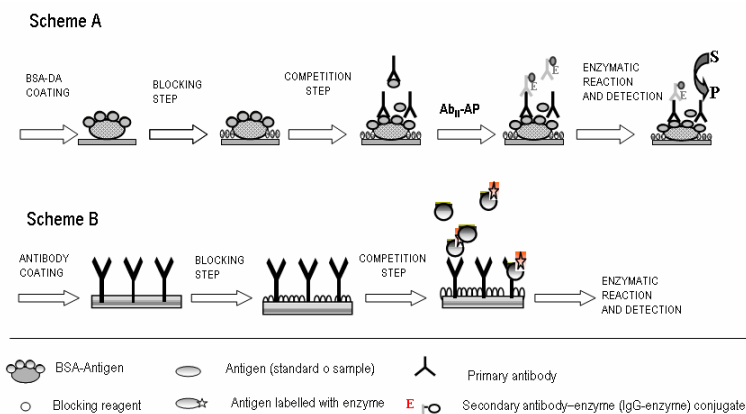 Scheme A
BSA-DA
COATING
BLOCKING
STEP
COMPETITION
STEP
AbII-AP
E
E
ENZYMATIC
REACTION
AND DETECTION
S
P
E
Scheme B
ANTIBODY
COATING
BLOCKING
STEP
COMPETITION
STEP
ENZYMATIC
REACTION
AND DETECTION
BSA-Antigen
Antigen (standard o sample)
Primary antibody
Blocking reagent
Antigen labelled with enzyme
E
Secondary antibody–enzyme (IgG-enzyme) conjugate